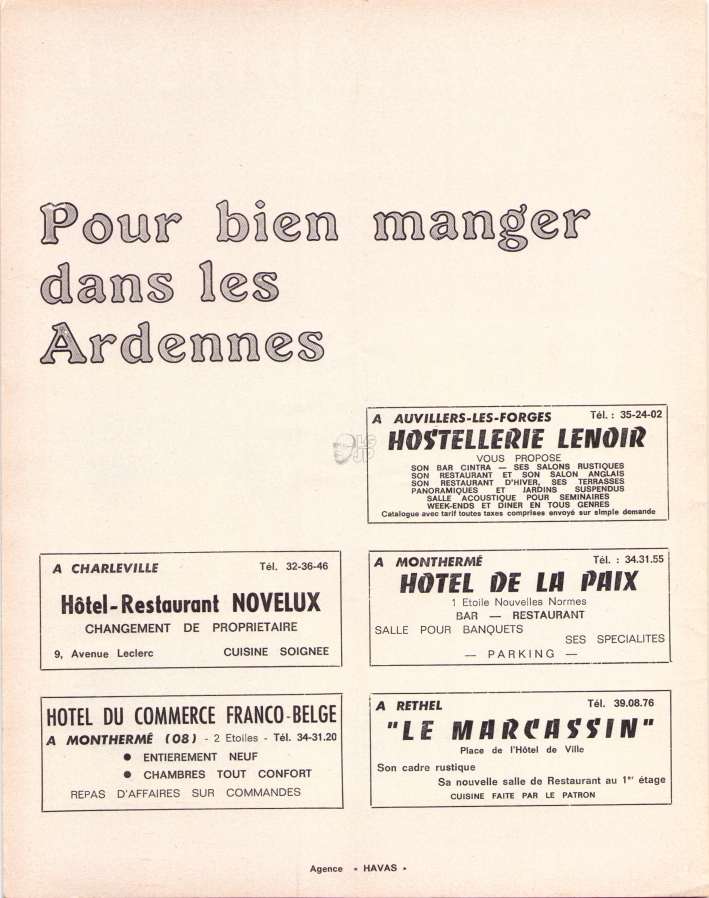 Pour bien manger
dans les
Ardennes
A AUVILLERS-LES-FORGES Tél. : 35-24-02
HOSTELLERIE LENOIR
VOUS PROPOSE
SON BAR CINTRA — SES SALONS RUSTIQUES
SON RESTAURANT ET SON SALON ANGLAIS
SON RESTAURANT D'HIVER, SES TERRASSES
PANORAMIQUES ET JARDINS SUSPENDUS
SALLE ACOUSTIQUE POUR SEMINAIRES
WEEK-ENDS ET DINER EN TOUS GENRES
Catalogue avec tarif toutes taxes comprises envoyé sur simple demande
A CHARLEVILLE Tél. 32-36-46
Hôtel-Restaurant NOVELUX
CHANGEMENT DE PROPRIETAIRE
9, Avenue Leclerc CUISINE SOIGNEE
A MONTHERMÉ Tél. : 34.31.55
HOTEL DE LA PAIX
1 Etoile Nouvelles Normes
BAR — RESTAURANT
SALLE POUR BANQUETS
SES SPECIALITES
— PARKING —
HOTEL DU COMMERCE FRANCO-BELGE
A MONTHERMÉ (08) - 2 Etoiles - Tél. 34-31.20
● ENTIEREMENT NEUF
● CHAMBRES TOUT CONFORT
REPAS D'AFFAIRES SUR COMMANDES
A RETHEL Tél. 39.08.76
"LE MARCASSIN"
Place de l'Hôtel de Ville
Son cadre rustique
Sa nouvelle salle de Restaurant au 1er étage
CUISINE FAITE PAR LE PATRON
Agence « HAVAS »